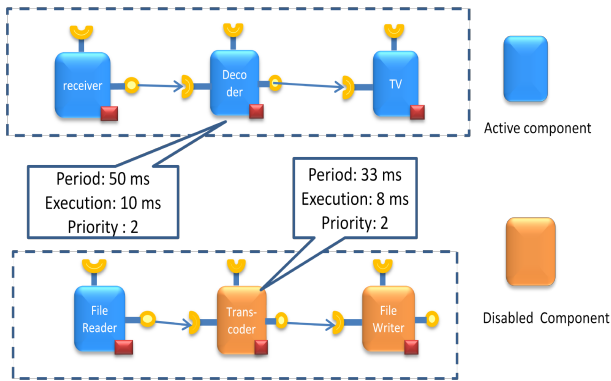 receiver
Deco
der
TV
Active component
Period: 50 ms
Execution: 10 ms
Priority : 2
Period: 33 ms
Execution: 8 ms
Priority: 2
File
Reader
Trans-
coder
File
Writer
Disabled Component